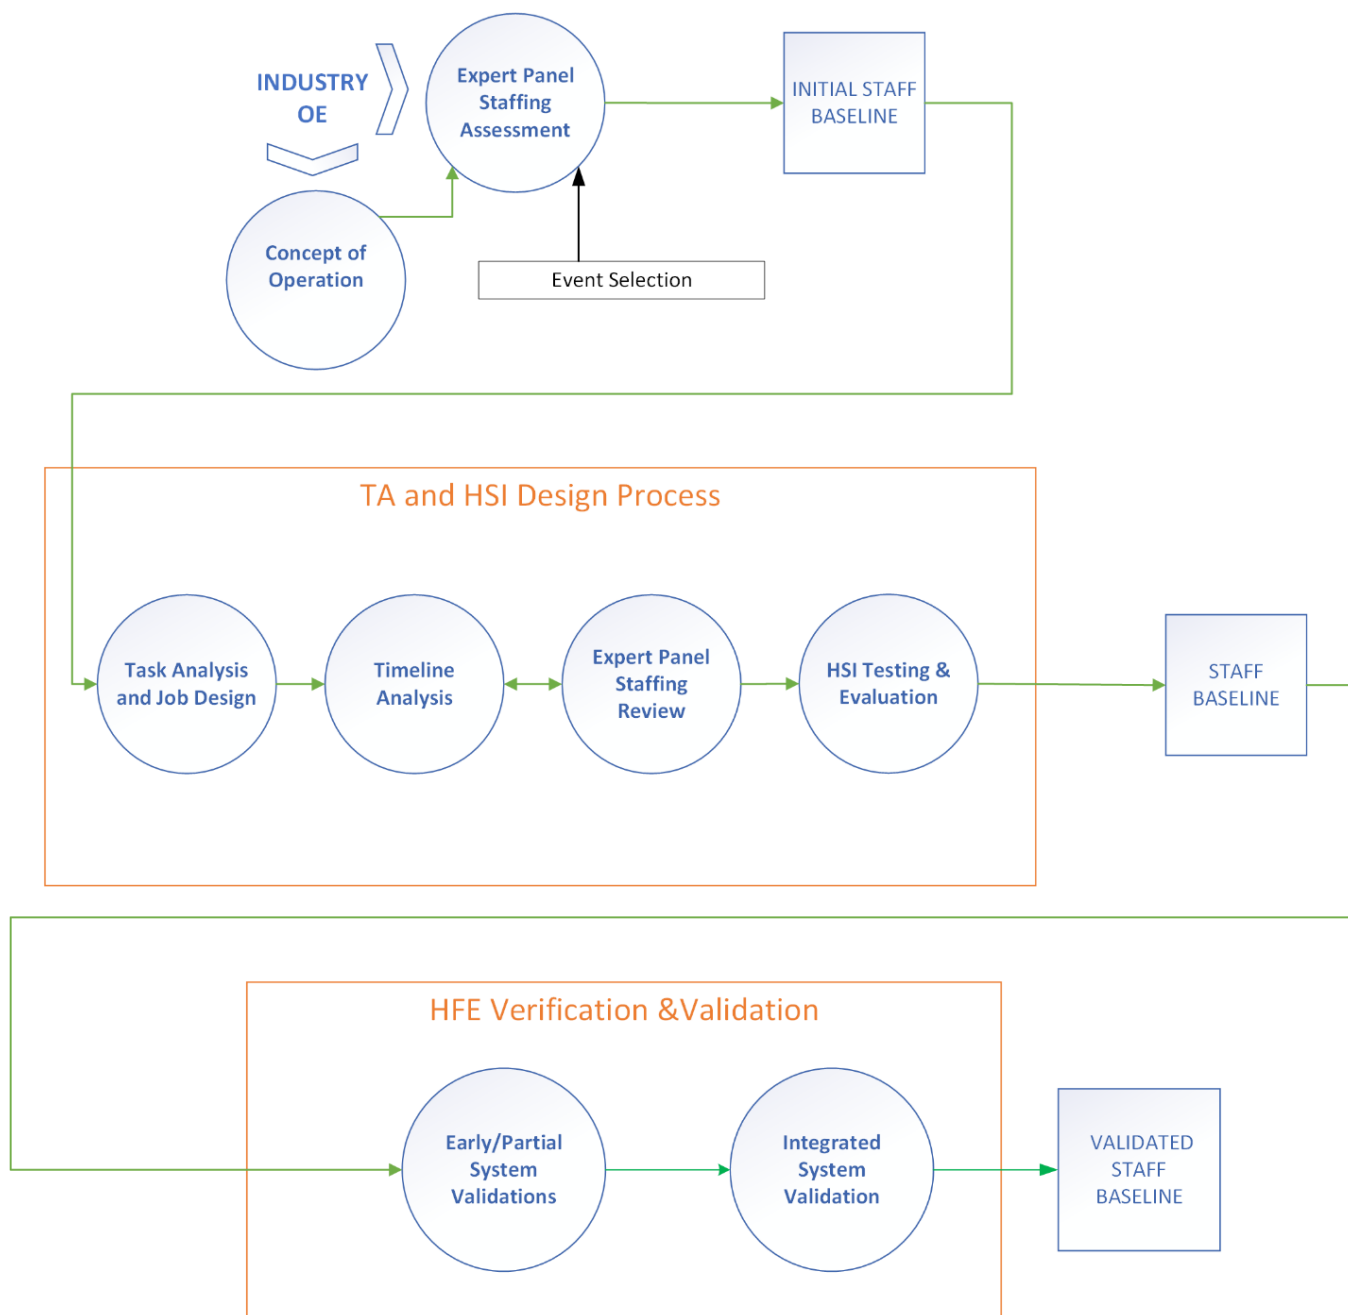 INDUSTRY
OE
Expert Panel
Staffing
Assessment
INITIAL STAFF
BASELINE
Concept of
Operation
Event Selection
TA and HSI Design Process
Task Analysis
and Job Design
Timeline
Analysis
Expert Panel
Staffing
Review
HSI Testing &
Evaluation
STAFF
BASELINE
HFE Verification &Validation
Early/Partial
System
Validations
Integrated
System
Validation
VALIDATED
STAFF
BASELINE